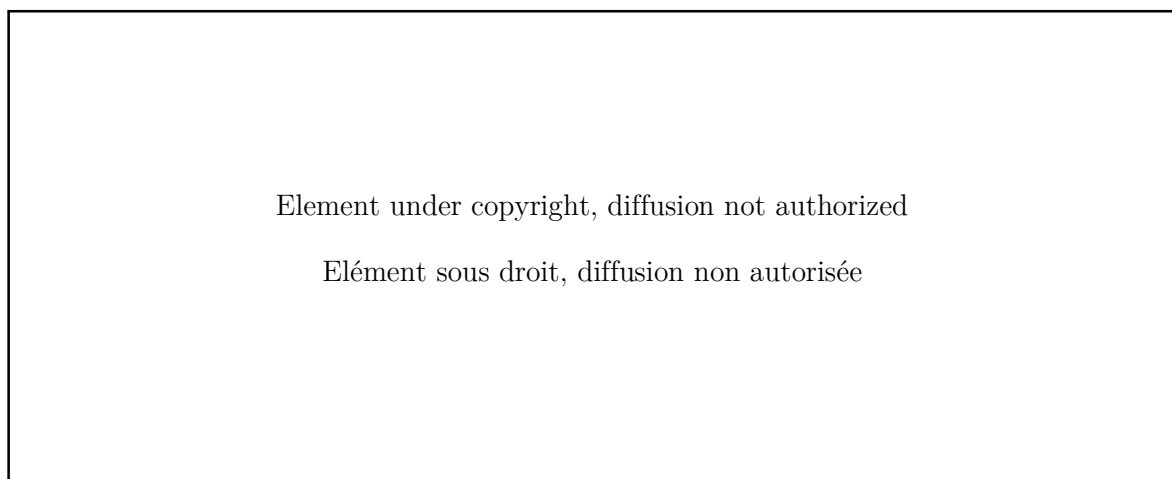 Element under copyright, diffusion not authorized
Elément sous droit, diffusion non autorisée